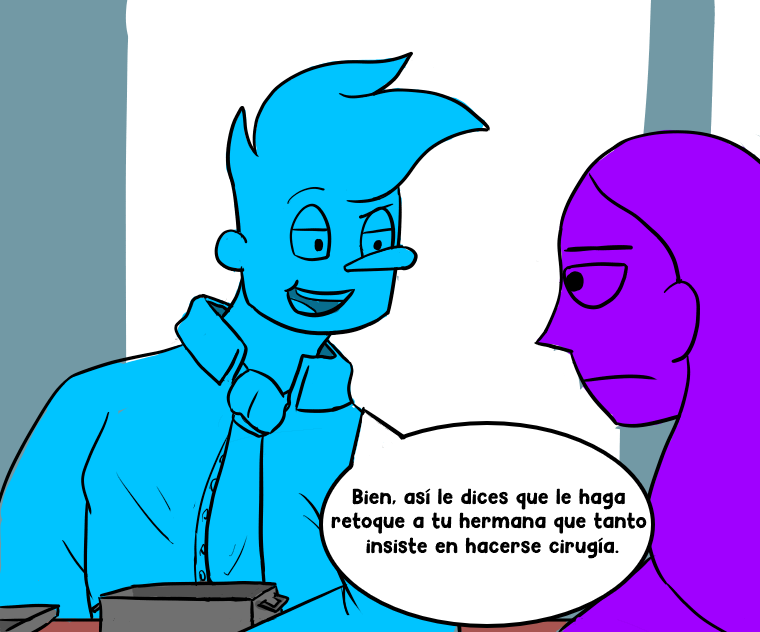 Bien, así le dices que le haga
retoque a tu hermana que tanto
insiste en hacerse cirugía.